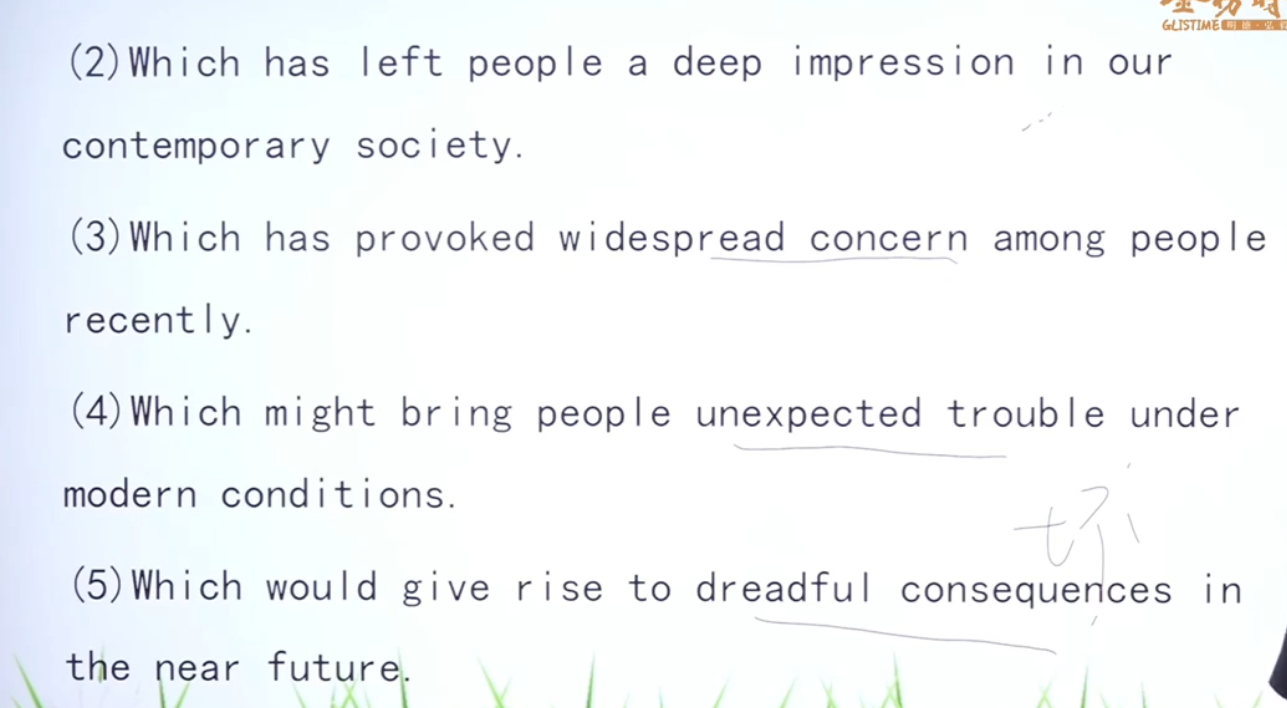 GLISTIME
(2)Which has left people a deep impression in our
contemporary society.
(3)Which has provoked widespread concern among people
recently.
(4)Which might bring people unexpected trouble under
modern conditions.
坏
(5)Which would give rise to dreadful consequences in
the near future.